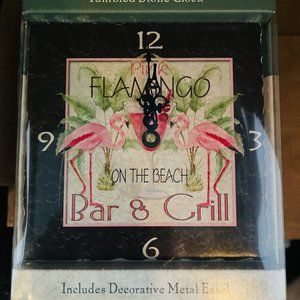 Tumbled Stone Clock
12
Pink
FLAMINGO
9
3
ON THE BEACH
Bar & Grill
6
Includes Decorative Metal Easel